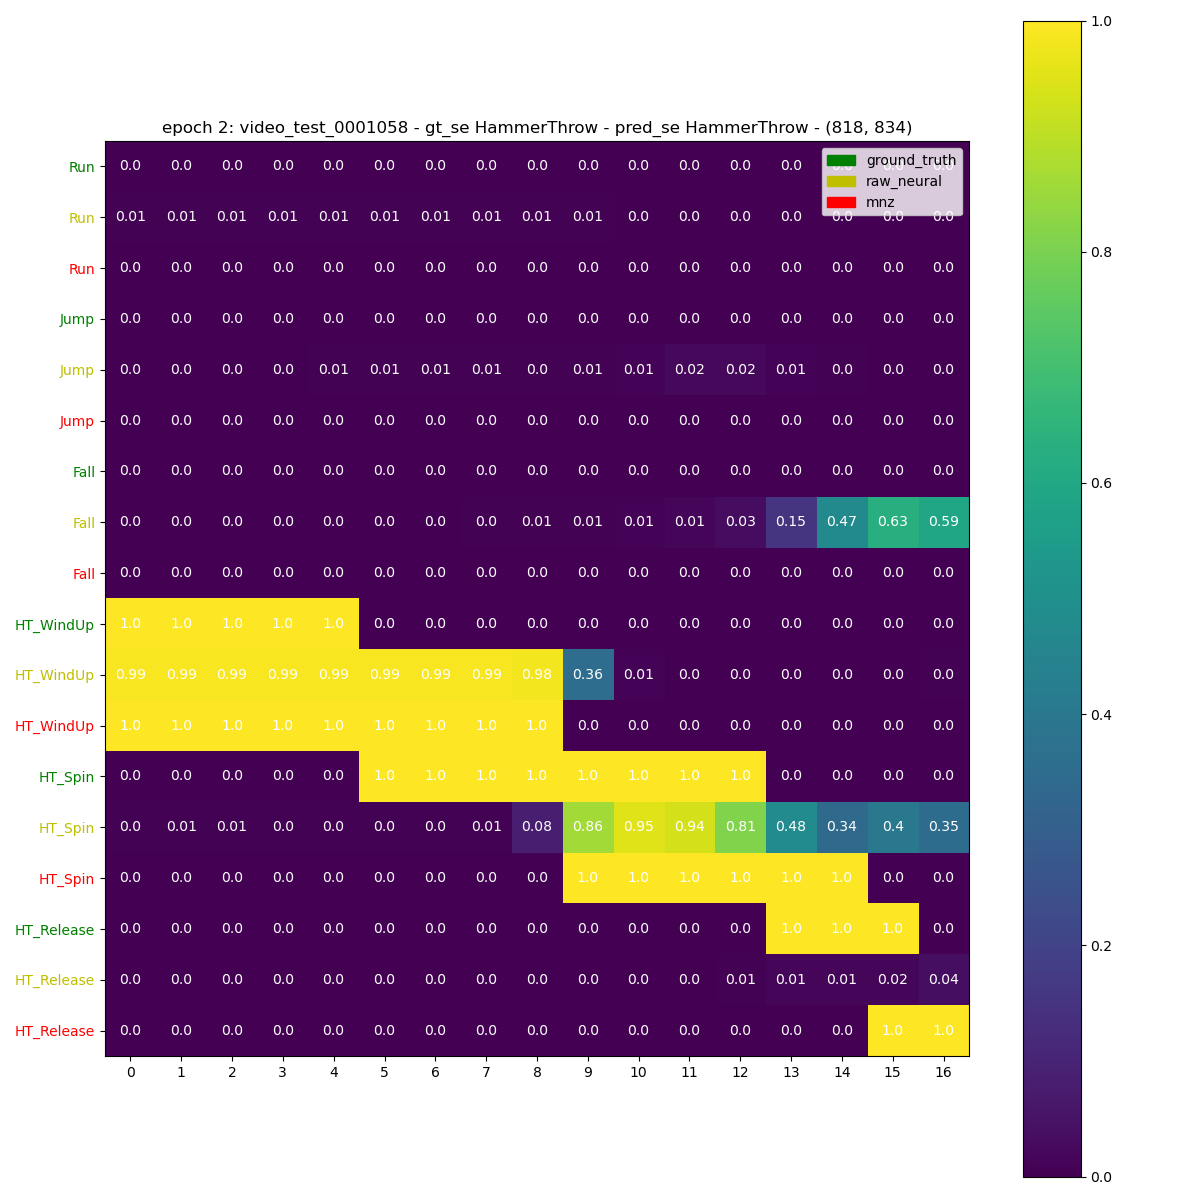 epoch 2: video_test_0001058 - gt_se HammerThrow - pred_se HammerThrow - (818, 834)
ground_truth
raw_neural
mnz
Run 0.0 0.0 0.0 0.0 0.0 0.0 0.0 0.0 0.0 0.0 0.0 0.0 0.0 0.0 0.0 0.0 0.0
Run 0.01 0.01 0.01 0.01 0.01 0.01 0.01 0.01 0.01 0.01 0.0 0.0 0.0 0.0 0.0 0.0 0.0
Run 0.0 0.0 0.0 0.0 0.0 0.0 0.0 0.0 0.0 0.0 0.0 0.0 0.0 0.0 0.0 0.0 0.0
Jump 0.0 0.0 0.0 0.0 0.0 0.0 0.0 0.0 0.0 0.0 0.0 0.0 0.0 0.0 0.0 0.0 0.0
Jump 0.0 0.0 0.0 0.0 0.01 0.01 0.01 0.01 0.0 0.01 0.01 0.02 0.02 0.01 0.0 0.0 0.0
Jump 0.0 0.0 0.0 0.0 0.0 0.0 0.0 0.0 0.0 0.0 0.0 0.0 0.0 0.0 0.0 0.0 0.0
Fall 0.0 0.0 0.0 0.0 0.0 0.0 0.0 0.0 0.0 0.0 0.0 0.0 0.0 0.0 0.0 0.0 0.0
Fall 0.0 0.0 0.0 0.0 0.0 0.0 0.0 0.0 0.01 0.01 0.01 0.01 0.03 0.15 0.47 0.63 0.59
Fall 0.0 0.0 0.0 0.0 0.0 0.0 0.0 0.0 0.0 0.0 0.0 0.0 0.0 0.0 0.0 0.0 0.0
HT_WindUp 1.0 1.0 1.0 1.0 1.0 0.0 0.0 0.0 0.0 0.0 0.0 0.0 0.0 0.0 0.0 0.0 0.0
HT_WindUp 0.99 0.99 0.99 0.99 0.99 0.99 0.99 0.99 0.98 0.36 0.01 0.0 0.0 0.0 0.0 0.0 0.0
HT_WindUp 1.0 1.0 1.0 1.0 1.0 1.0 1.0 1.0 1.0 0.0 0.0 0.0 0.0 0.0 0.0 0.0 0.0
HT_Spin 0.0 0.0 0.0 0.0 0.0 1.0 1.0 1.0 1.0 1.0 1.0 1.0 1.0 0.0 0.0 0.0 0.0
HT_Spin 0.0 0.01 0.01 0.0 0.0 0.0 0.0 0.01 0.08 0.86 0.95 0.94 0.81 0.48 0.34 0.4 0.35
HT_Spin 0.0 0.0 0.0 0.0 0.0 0.0 0.0 0.0 0.0 1.0 1.0 1.0 1.0 1.0 1.0 0.0 0.0
HT_Release 0.0 0.0 0.0 0.0 0.0 0.0 0.0 0.0 0.0 0.0 0.0 0.0 0.0 1.0 1.0 1.0 0.0
HT_Release 0.0 0.0 0.0 0.0 0.0 0.0 0.0 0.0 0.0 0.0 0.0 0.0 0.01 0.01 0.01 0.02 0.04
HT_Release 0.0 0.0 0.0 0.0 0.0 0.0 0.0 0.0 0.0 0.0 0.0 0.0 0.0 0.0 0.0 1.0 1.0
0 1 2 3 4 5 6 7 8 9 10 11 12 13 14 15 16
1.0
0.8
0.6
0.4
0.2
0.0